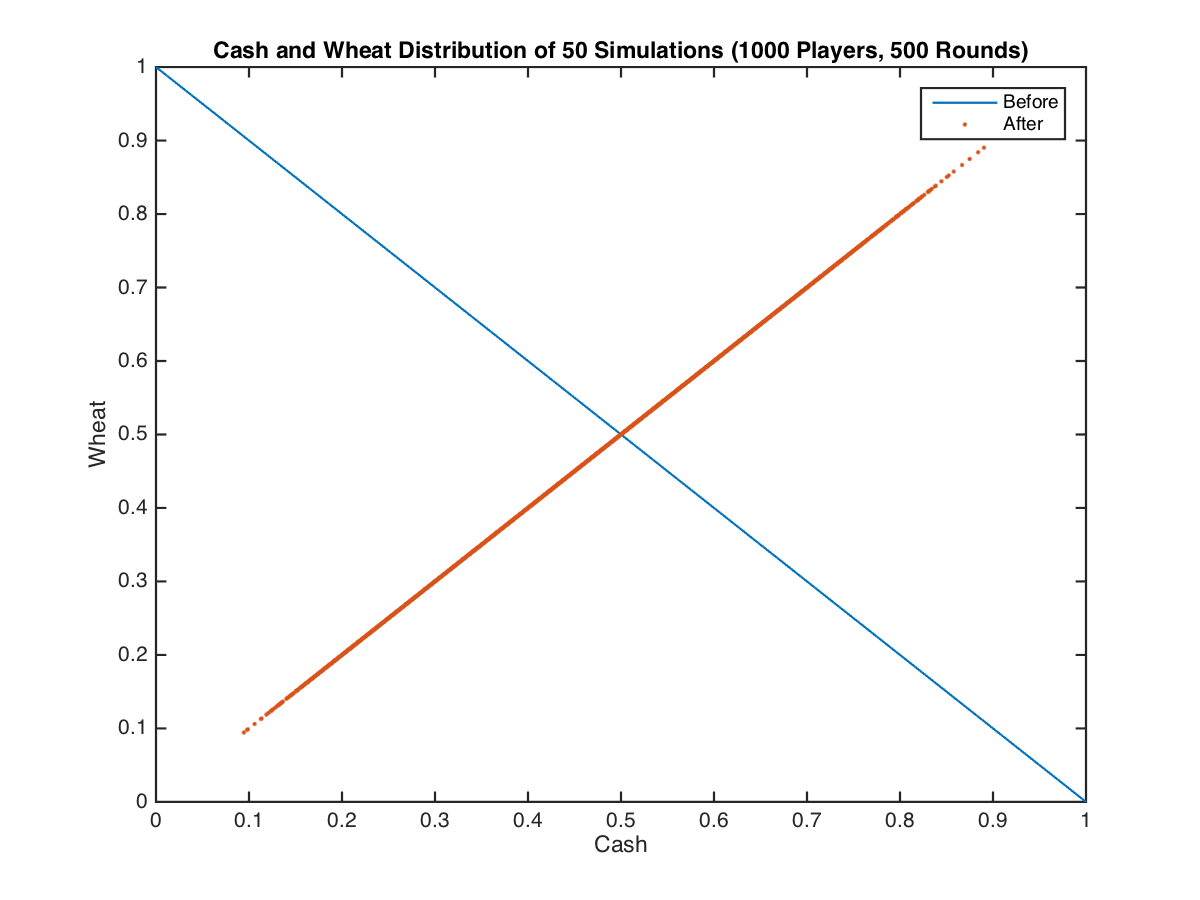 Cash and Wheat Distribution of 50 Simulations (1000 Players, 500 Rounds)
Before
After
1
0.9
0.8
0.7
0.6
0.5
0.4
0.3
0.2
0.1
0
Wheat
0 0.1 0.2 0.3 0.4 0.5 0.6 0.7 0.8 0.9 1
Cash